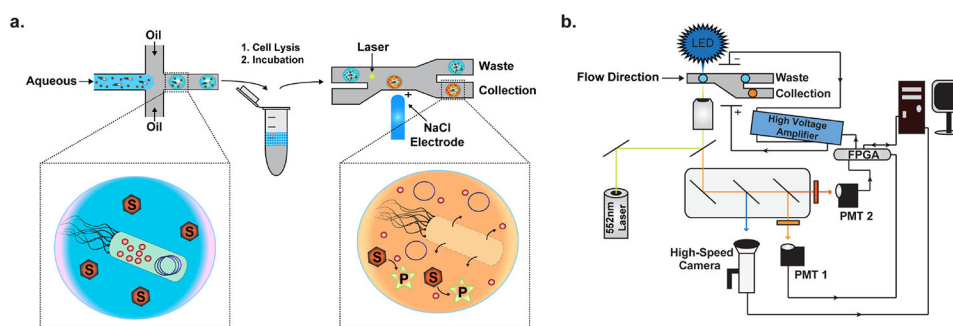 a.
Oil
Aqueous
Oil
1. Cell Lysis
2. Incubation
Laser
Waste
Collection
+
NaCl
Electrode
S
S
S
S
S
S
P
P
b.
LED
−
Flow Direction
Waste
Collection
+
High Voltage
Amplifier
FPGA
552nm
Laser
PMT 2
High-Speed
Camera
PMT 1